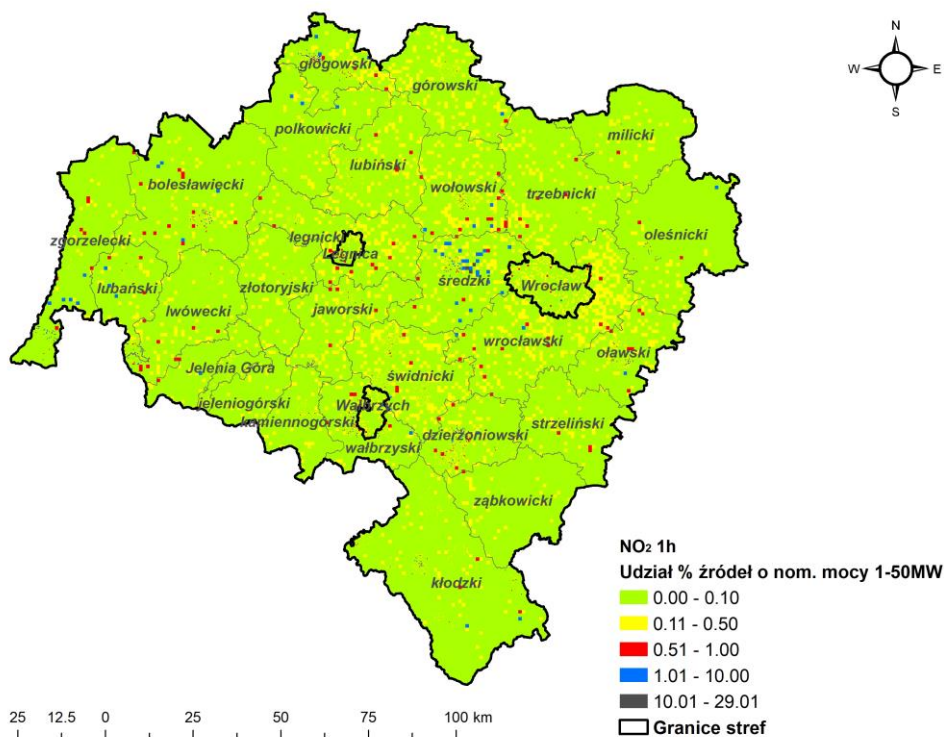 N
W E
S
głogowski
górowski
polkowicki
milicki
lubiński
bolesławiecki
wołowski
trzebnicki
oleśnicki
zgorzelecki
legnicki
Legnica
lubański
złotoryjski
średzki
Wrocław
lwówecki
jaworski
wrocławski
oławski
Jelenia Góra
świdnicki
jeleniogórski
Wałbrzych
kamiennogórski
strzeliński
dzierżoniowski
wałbrzyski
ząbkowicki
kłodzki
NO₂ 1h
Udział % źródeł o nom. mocy 1-50MW
0.00 - 0.10
0.11 - 0.50
0.51 - 1.00
1.01 - 10.00
10.01 - 29.01
Granice stref
25 12.5 0 25 50 75 100 km